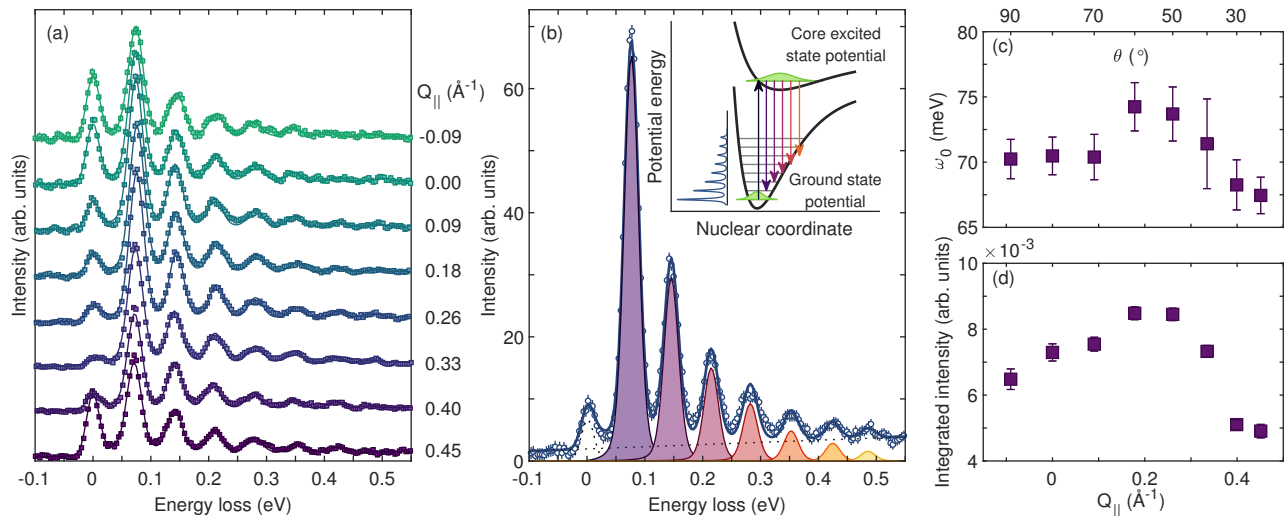 (a)
Q|| (Å⁻¹)
-0.09
0.00
0.09
0.18
0.26
0.33
0.40
0.45
Intensity (arb. units)
-0.1 0 0.1 0.2 0.3 0.4 0.5
Energy loss (eV)
(b)
60
40
20
0
Intensity (arb. units)
-0.1 0 0.1 0.2 0.3 0.4 0.5
Energy loss (eV)
Core excited
state potential
Ground state
potential
Potential energy
Nuclear coordinate
90 70 50 30
θ (°)
(c)
80
75
70
65
ω₀ (meV)
× 10⁻³
(d)
10
8
6
4
Integrated intensity (arb. units)
0 0.2 0.4
Q|| (Å⁻¹)